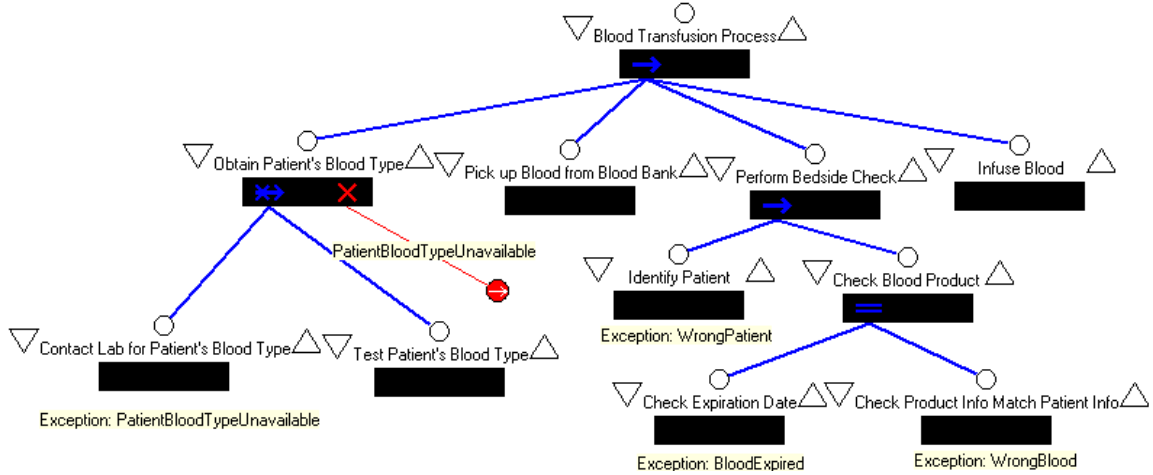 Blood Transfusion Process
Obtain Patient's Blood Type
Pick up Blood from Blood Bank
Perform Bedside Check
Infuse Blood
PatientBloodTypeUnavailable
Identify Patient
Check Blood Product
Exception: WrongPatient
Contact Lab for Patient's Blood Type
Test Patient's Blood Type
Check Expiration Date
Check Product Info Match Patient Info
Exception: PatientBloodTypeUnavailable
Exception: BloodExpired
Exception: WrongBlood